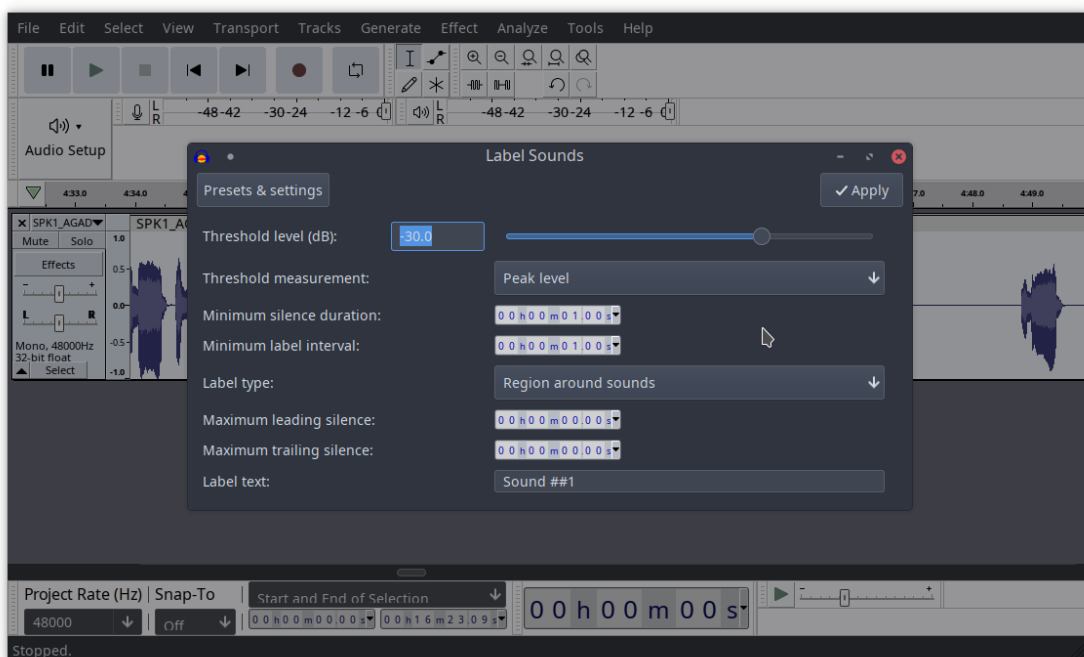 File Edit Select View Transport Tracks Generate Effect Analyze Tools Help
L
R
-48-42 -30-24 -12 -6
L
R
-48-42 -30-24 -12 -6
Audio Setup
Label Sounds
Presets & settings
Apply
4:33.0 4:34.0 4:48.0 4:49.0
SPK1_AGAD
Mute Solo
Effects
- +
L R
Mono, 48000Hz
32-bit float
Select
1.0
0.5
0.0
-0.5
-1.0
Threshold level (dB): -30.0
Threshold measurement: Peak level
Minimum silence duration: 00h00m01.00s
Minimum label interval: 00h00m01.00s
Label type: Region around sounds
Maximum leading silence: 00h00m00.00s
Maximum trailing silence: 00h00m00.00s
Label text: Sound ##1
Project Rate (Hz) Snap-To Start and End of Selection
48000 Off 00h00m00.00s 00h16m23.09s
00h00m00s
- +
Stopped.